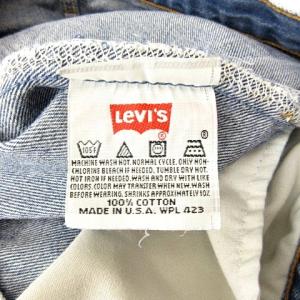 LEVI'S
®
105F
MACHINE WASH HOT. NORMAL CYCLE. ONLY NON-
CHLORINE BLEACH IF NEEDED. TUMBLE DRY HOT.
HOT IRON IF NEEDED. WASH AND DRY WITH LIKE
COLORS. COLOR MAY TRANSFER WHEN NEW. WASH
BEFORE WEARING. SHRINKS APPROXIMATELY
100% COTTON
MADE IN U.S.A. WPL 423